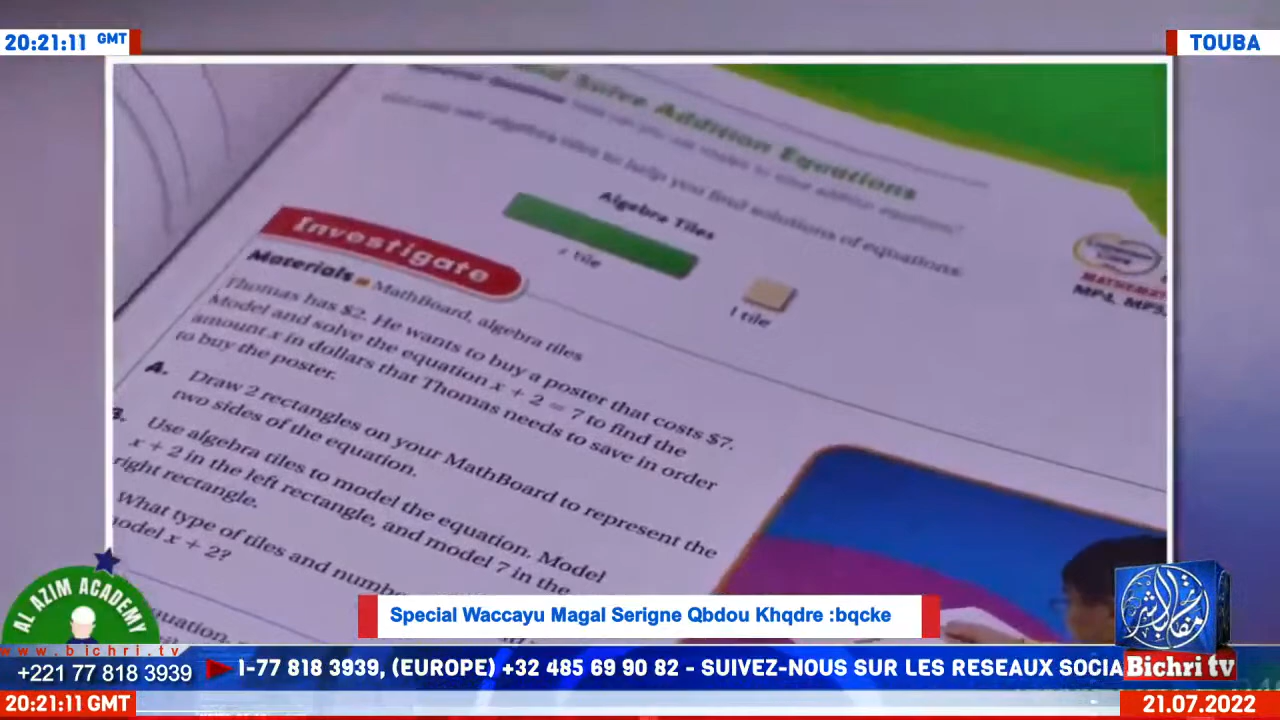 20:21:11 GMT
TOUBA
Solve Addition Equations
help you find solutions of equations
Algebra Tiles
tile
1 tile
Investigate
Materials MathBoard, algebra tiles
Thomas has $2. He wants to buy a poster that costs $7.
Model and solve the equation x + 2 = 7 to find the
amount x in dollars that Thomas needs to save in order
to buy the poster.
A. Draw 2 rectangles on your MathBoard to represent the
two sides of the equation.
Use algebra tiles to model the equation. Model
x + 2 in the left rectangle, and model 7 in the
right rectangle.
What type of tiles and
x + 2?
AL AZIM ACADEMY
Special Waccayu Magal Serigne Qbdou Khqdre :bqcke
www.bichri.tv
+221 77 818 3939
1-77 818 3939, (EUROPE) +32 485 69 90 82 - SUIVEZ-NOUS SUR LES RESEAUX SOCIA
Bichri tv
20:21:11 GMT
21.07.2022